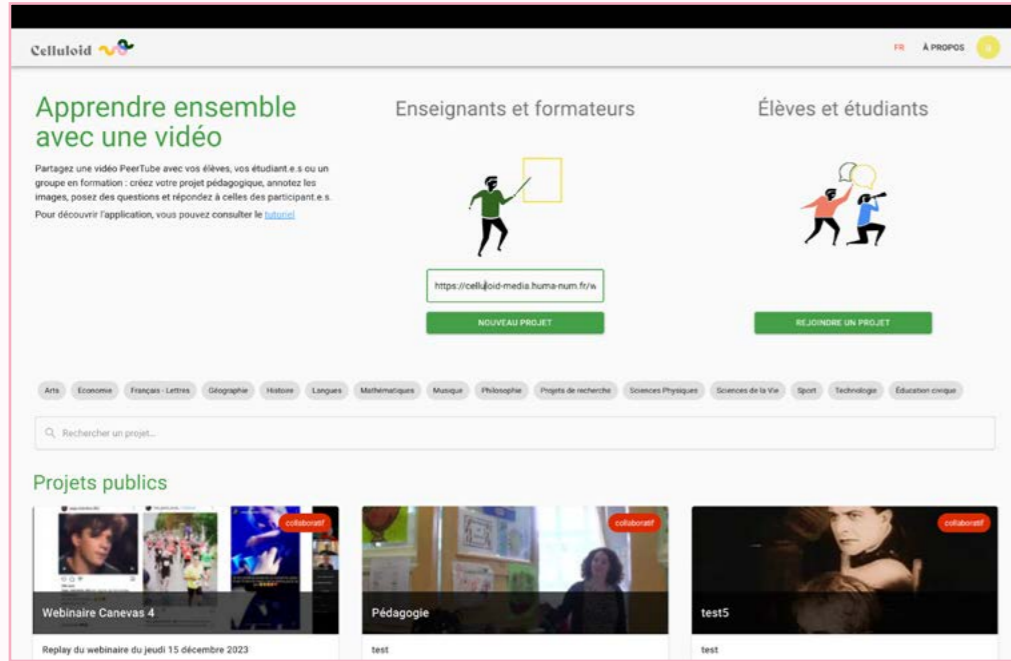 Celluloid
FR À PROPOS
Apprendre ensemble
avec une vidéo
Partagez une vidéo PeerTube avec vos élèves, vos étudiant.e.s ou un
groupe en formation : créez votre projet pédagogique, annotez les
images, posez des questions et répondez à celles des participant.e.s.
Pour découvrir l'application, vous pouvez consulter le tutoriel
Enseignants et formateurs
https://celluloid-media.huma-num.fr/w
NOUVEAU PROJET
Élèves et étudiants
REJOINDRE UN PROJET
Arts Economie Français - Lettres Géographie Histoire Langues Mathématiques Musique Philosophie Projets de recherche Sciences Physiques Sciences de la Vie Sport Technologie Éducation civique
Rechercher un projet...
Projets publics
collaboratif
Webinaire Canevas 4
Replay du webinaire du jeudi 15 décembre 2023
collaboratif
Pédagogie
test
collaboratif
test5
test